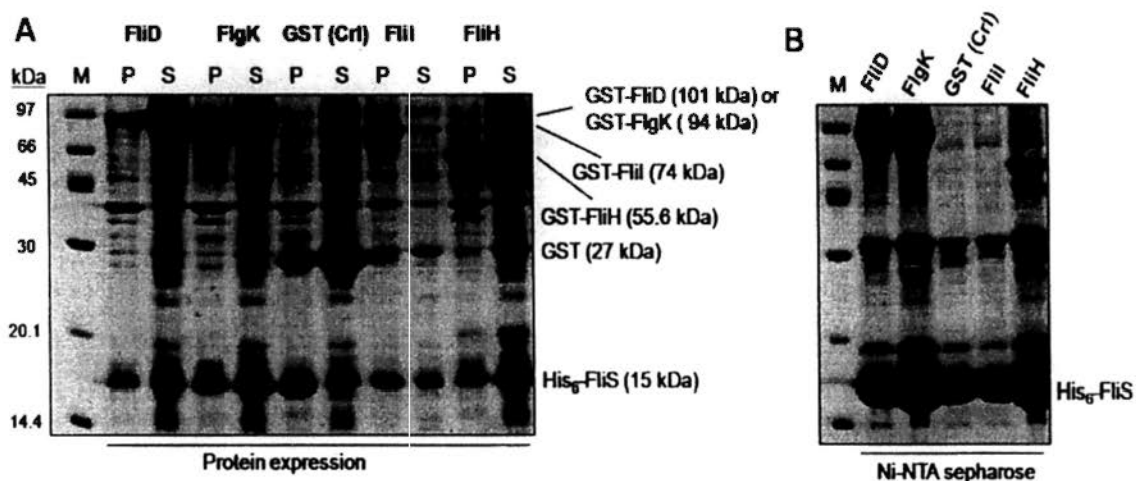 A
FliD FlgK GST (Crl) FliI FliH
kDa M P S P S P S P S P S
97
66
45
30
20.1
14.4
GST-FliD (101 kDa) or
GST-FlgK ( 94 kDa)
GST-FliI (74 kDa)
GST-FliH (55.6 kDa)
GST (27 kDa)
His6-FliS (15 kDa)
Protein expression
B
M FliD FlgK GST (Crl) FliI FliH
His6-FliS
Ni-NTA sepharose